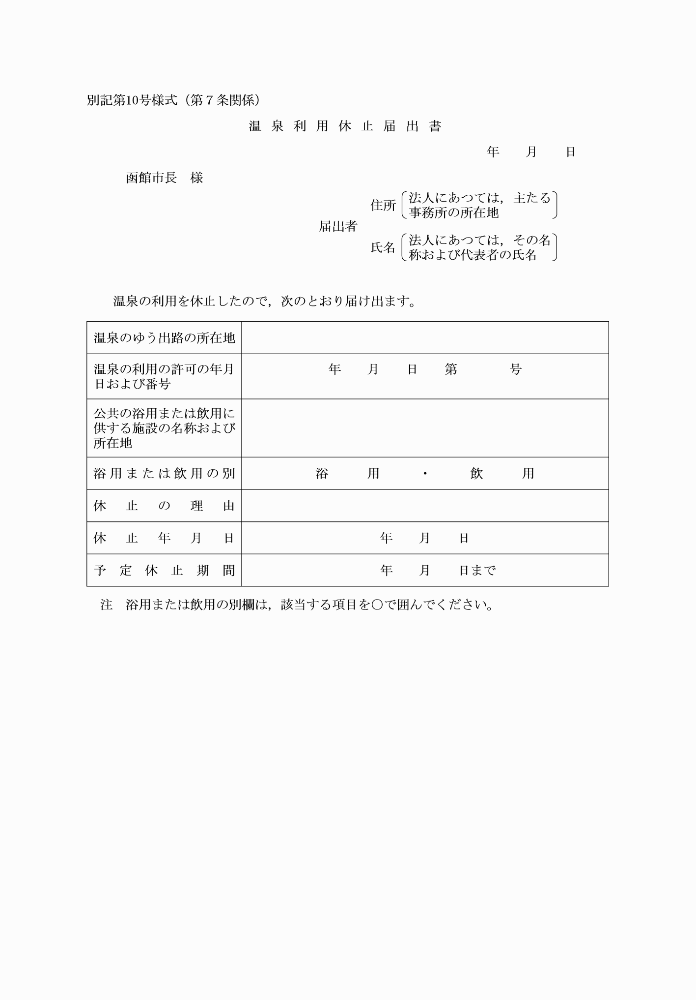 別記第10号様式（第７条関係）
温泉利用休止届出書
年　　月　　日
函館市長　様
住所 法人にあつては，主たる
事務所の所在地
届出者
氏名 法人にあつては，その名
称および代表者の氏名
温泉の利用を休止したので，次のとおり届け出ます。
温泉のゆう出路の所在地
温泉の利用の許可の年月 年　　月　　日　　第　　　　号
日および番号
公共の浴用または飲用に
供する施設の名称および
所在地
浴用または飲用の別 浴　　　用　　　・　　　飲　　　用
休止の理由
休止年月日 年　　月　　日
予定休止期間 年　　月　　日まで
注　浴用または飲用の別欄は，該当する項目を〇で囲んでください。